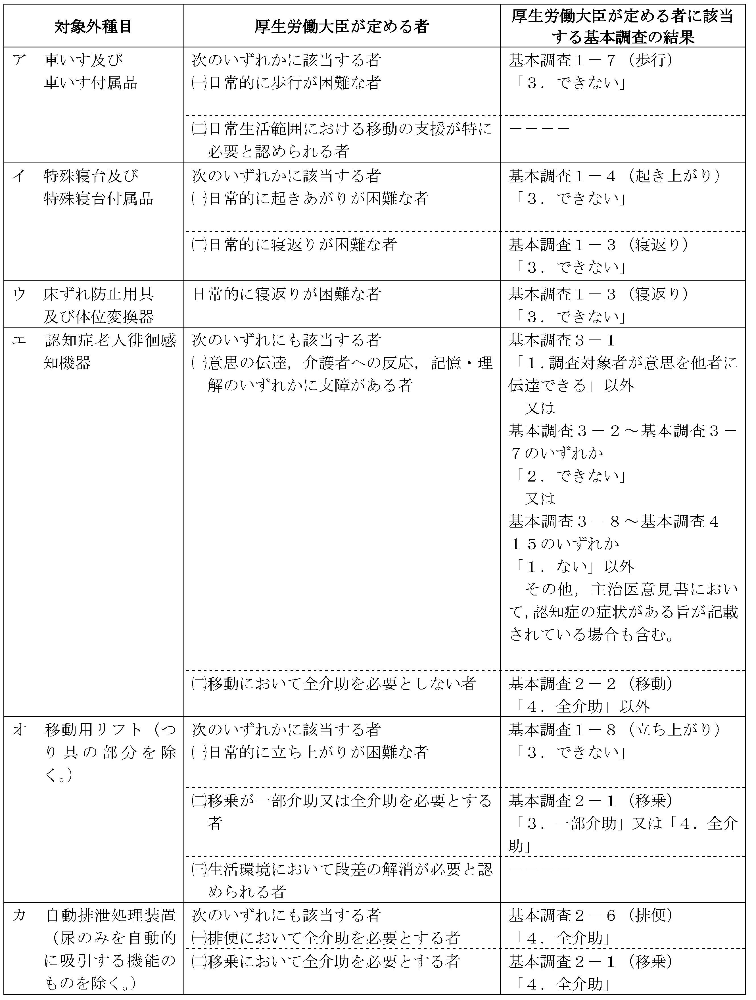 対象外種目
厚生労働大臣が定める者
厚生労働大臣が定める者に該当
する基本調査の結果
ア　車いす及び
車いす付属品
次のいずれかに該当する者
㈠日常的に歩行が困難な者
基本調査１－７（歩行）
「３．できない」
㈡日常生活範囲における移動の支援が特に
必要と認められる者
－－－－
イ　特殊寝台及び
特殊寝台付属品
次のいずれかに該当する者
㈠日常的に起きあがりが困難な者
基本調査１－４（起き上がり）
「３．できない」
㈡日常的に寝返りが困難な者
基本調査１－３（寝返り）
「３．できない」
ウ　床ずれ防止用具
及び体位変換器
日常的に寝返りが困難な者
基本調査１－３（寝返り）
「３．できない」
エ　認知症老人徘徊感
知機器
次のいずれにも該当する者
㈠意思の伝達，介護者への反応，記憶・理
解のいずれかに支障がある者
基本調査３－１
「１.調査対象者が意思を他者に
伝達できる」以外
又は
基本調査３－２～基本調査３－
７のいずれか
「２．できない」
又は
基本調査３－８～基本調査４－
１５のいずれか
「１．ない」以外
その他，主治医意見書におい
て,認知症の症状がある旨が記載
されている場合も含む。
㈡移動において全介助を必要としない者
基本調査２－２（移動）
「４．全介助」以外
オ　移動用リフト（つ
り具の部分を除
く。）
次のいずれかに該当する者
㈠日常的に立ち上がりが困難な者
基本調査１－８（立ち上がり）
「３．できない」
㈡移乗が一部介助又は全介助を必要とする
者
基本調査２－１（移乗）
「３．一部介助」又は「４．全介
助」
㈢生活環境において段差の解消が必要と認
められる者
－－－－
カ　自動排泄処理装置
（尿のみを自動的
に吸引する機能の
ものを除く。）
次のいずれにも該当する者
㈠排便において全介助を必要とする者
基本調査２－６（排便）
「４．全介助」
㈡移乗において全介助を必要とする者
基本調査２－１（移乗）
「４．全介助」